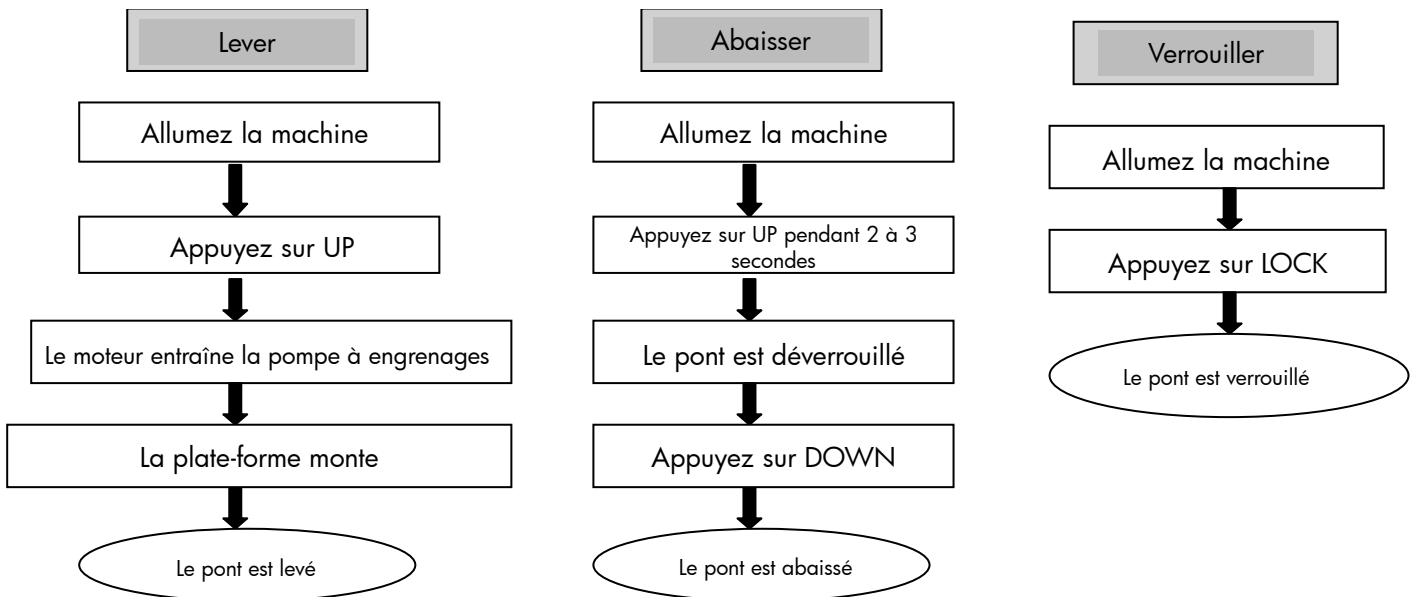 Lever
Allumez la machine
Appuyez sur UP
Le moteur entraîne la pompe à engrenages
La plate-forme monte
Le pont est levé
Abaisser
Allumez la machine
Appuyez sur UP pendant 2 à 3
secondes
Le pont est déverrouillé
Appuyez sur DOWN
Le pont est abaissé
Verrouiller
Allumez la machine
Appuyez sur LOCK
Le pont est verrouillé